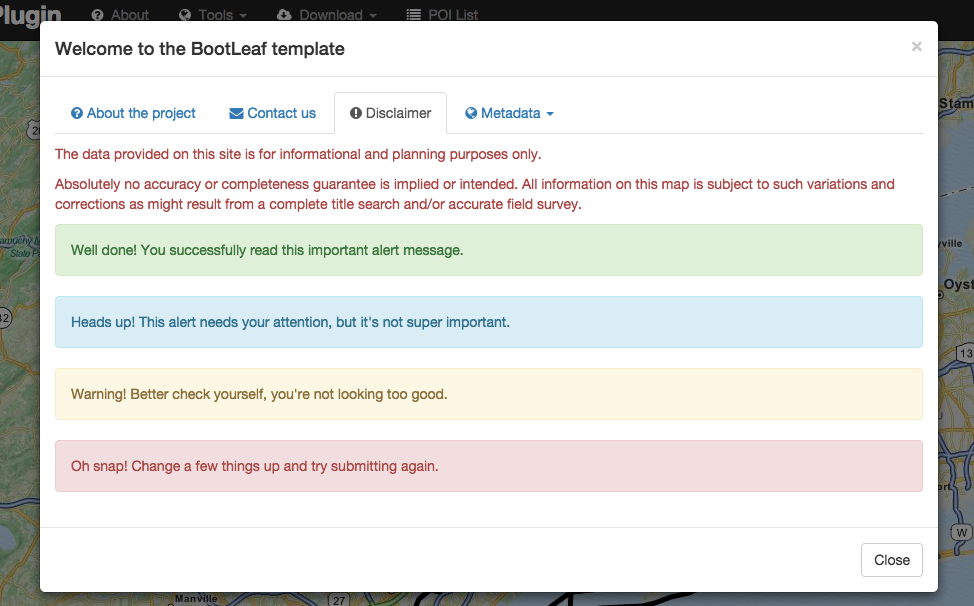 Plugin About Tools Download POI List
Welcome to the BootLeaf template ×
About the project Contact us Disclaimer Metadata
The data provided on this site is for informational and planning purposes only.
Absolutely no accuracy or completeness guarantee is implied or intended. All information on this map is subject to such variations and
corrections as might result from a complete title search and/or accurate field survey.
Well done! You successfully read this important alert message.
Heads up! This alert needs your attention, but it's not super important.
Warning! Better check yourself, you're not looking too good.
Oh snap! Change a few things up and try submitting again.
Close
Stam
yville
Oyst
13
W
Manville
27